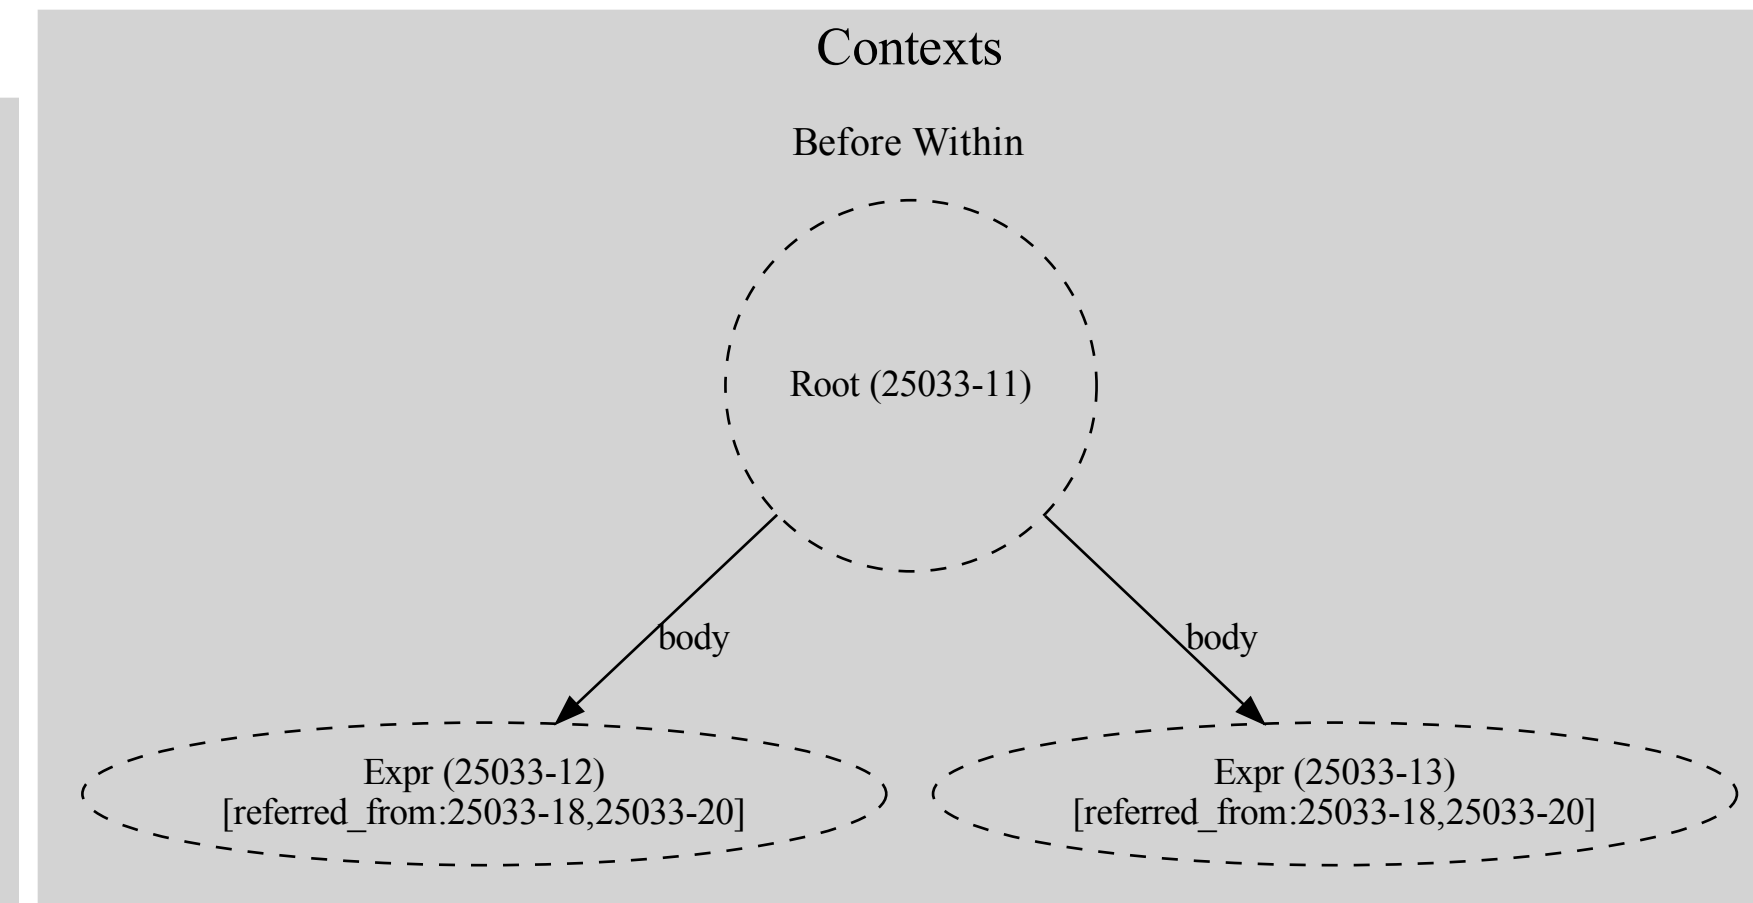 Contexts
Before Within
Root (25033-11)
body
body
Expr (25033-12)
[referred_from:25033-18,25033-20]
Expr (25033-13)
[referred_from:25033-18,25033-20]